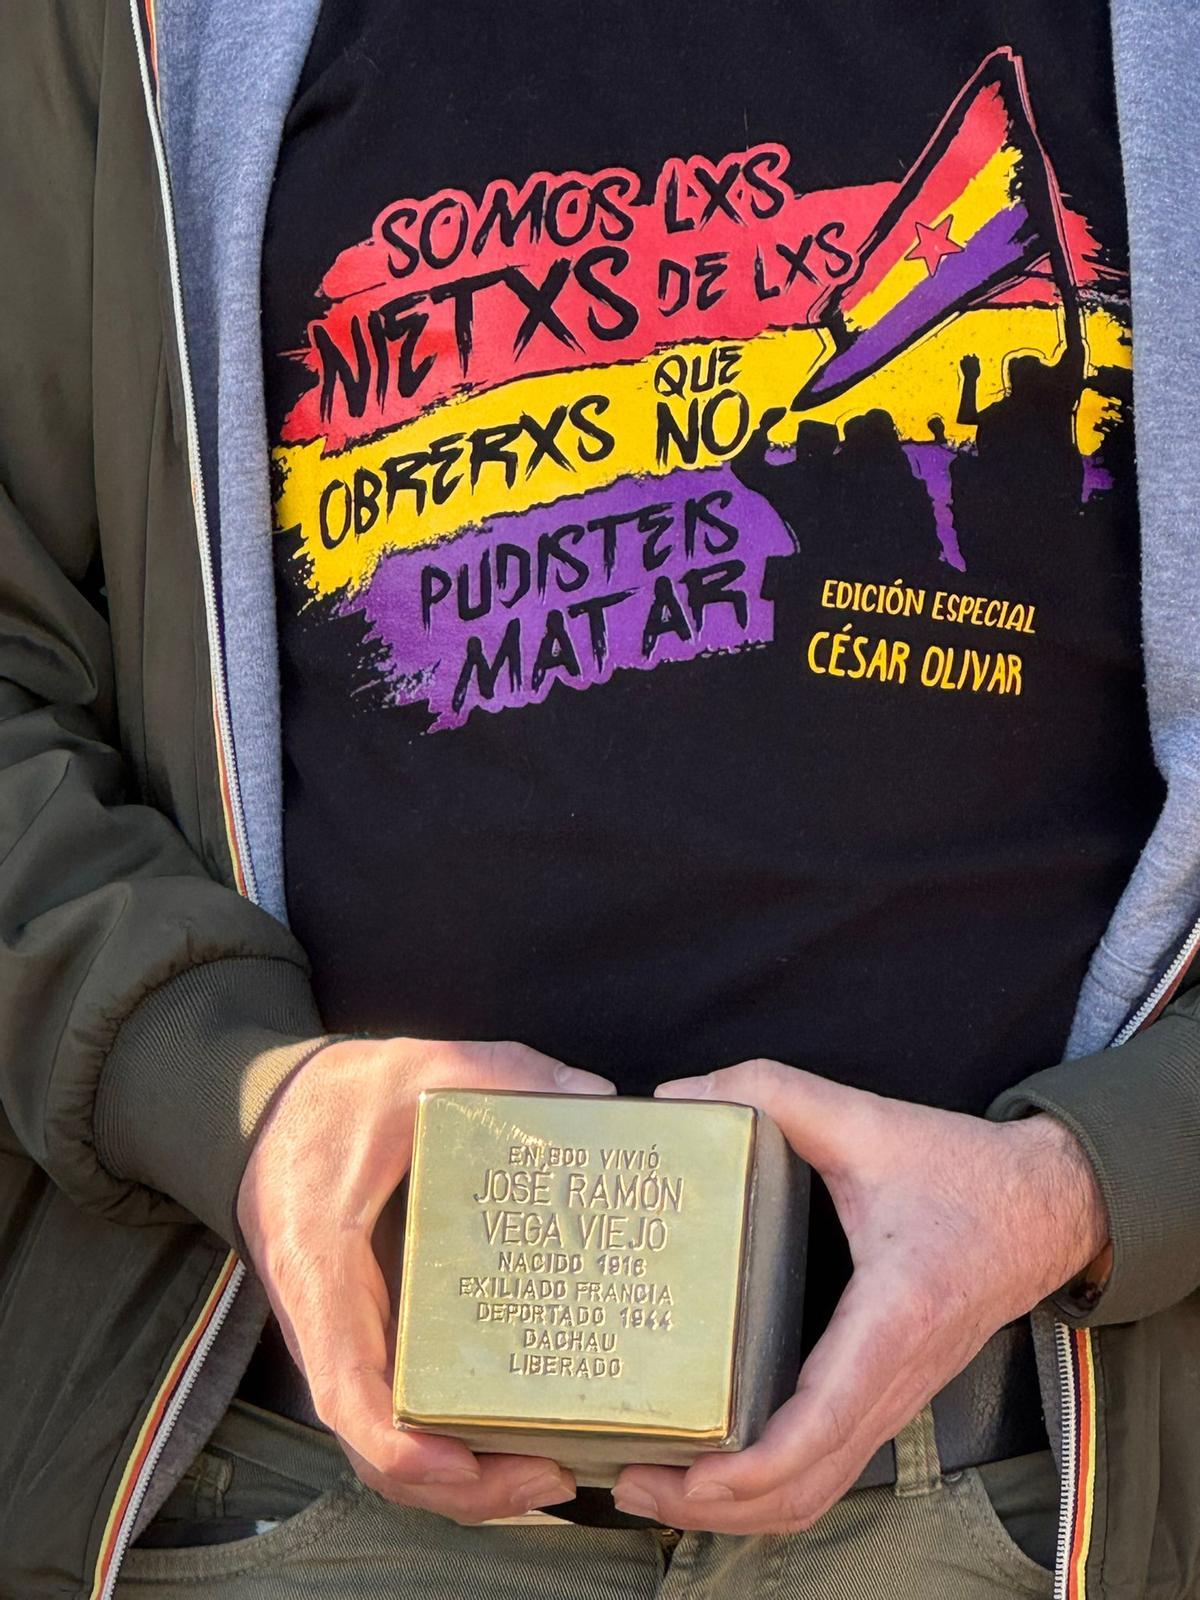 SOMOS LXS
NIETXS DE LXS
OBRERXS QUE NO
PUDISTEIS
MATAR
EDICIÓN ESPECIAL
CÉSAR OLIVAR
EN BOO VIVIÓ
JOSÉ RAMÓN
VEGA VIEJO
NACIDO 1916
EXILIADO FRANCIA
DEPORTADO 1944
DACHAU
LIBERADO